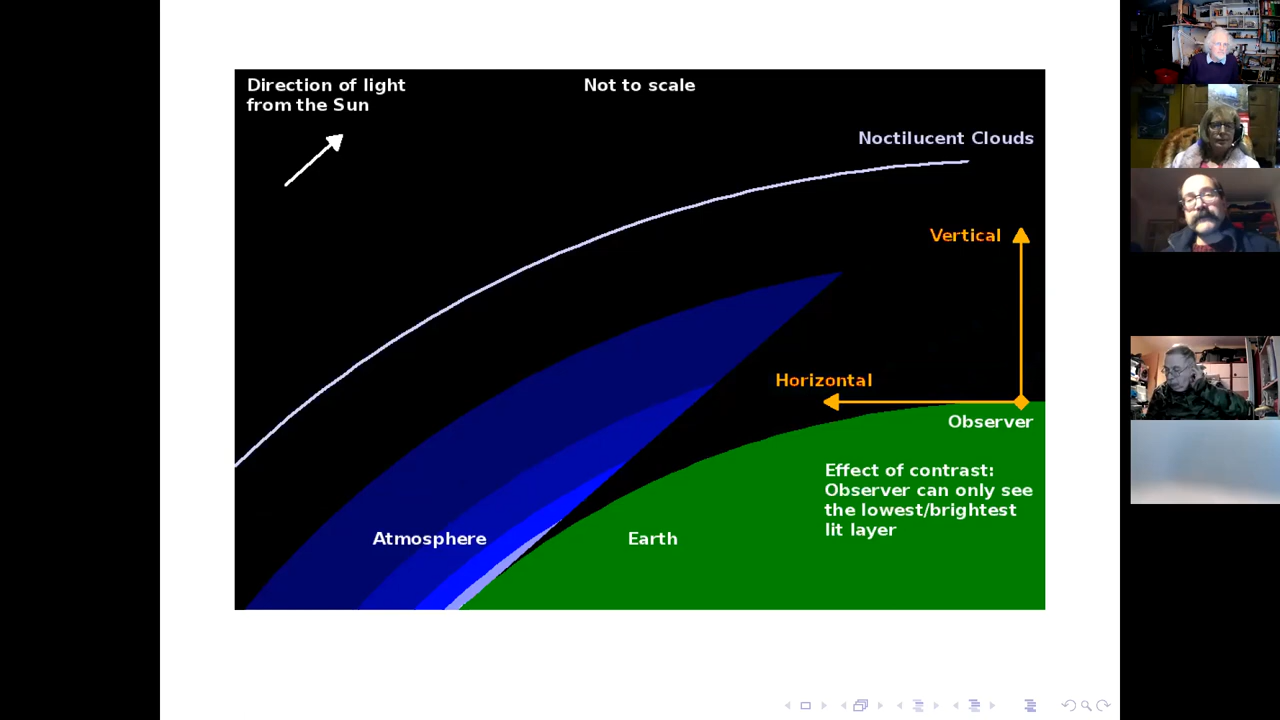 Direction of light
from the Sun
Not to scale
Noctilucent Clouds
Vertical
Horizontal
Observer
Effect of contrast:
Observer can only see
the lowest/brightest
lit layer
Atmosphere
Earth